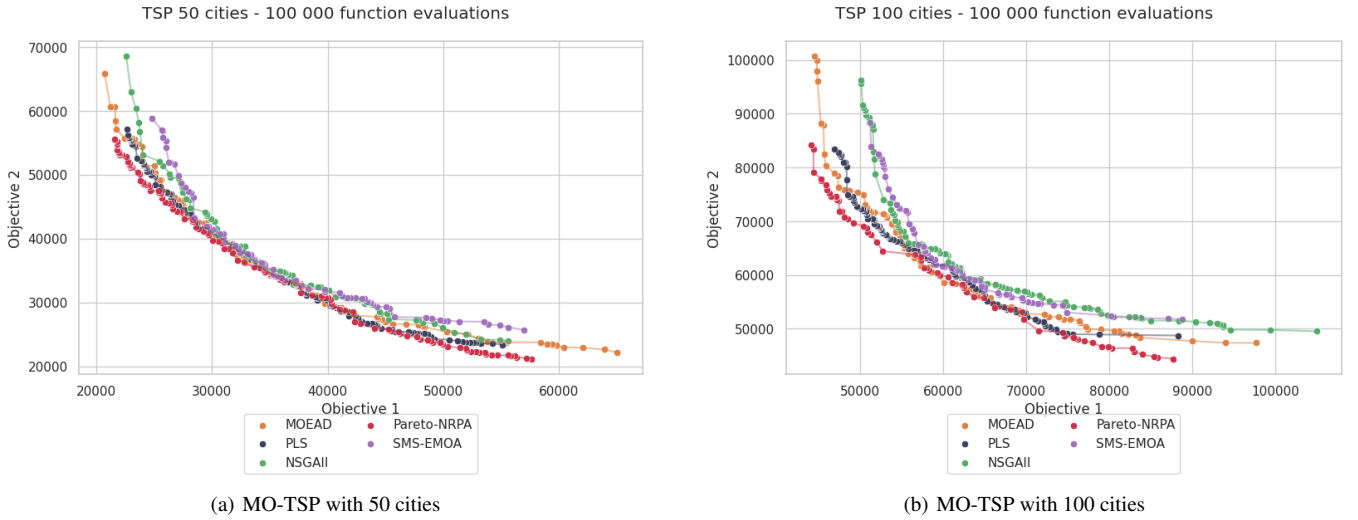 TSP 50 cities - 100 000 function evaluations
70000
60000
50000
40000
30000
20000
Objective 2
20000 30000 40000 50000 60000
Objective 1
MOEAD
PLS
NSGAII
Pareto-NRPA
SMS-EMOA
(a) MO-TSP with 50 cities
TSP 100 cities - 100 000 function evaluations
100000
90000
80000
70000
60000
50000
Objective 2
50000 60000 70000 80000 90000 100000
Objective 1
MOEAD
PLS
NSGAII
Pareto-NRPA
SMS-EMOA
(b) MO-TSP with 100 cities